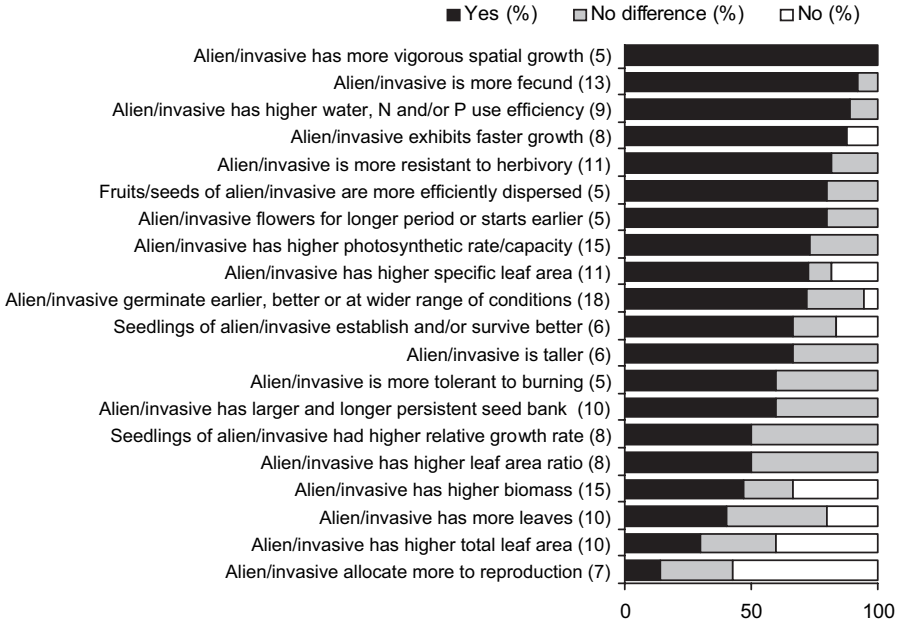 Yes (%) No difference (%) No (%)
Alien/invasive has more vigorous spatial growth (5)
Alien/invasive is more fecund (13)
Alien/invasive has higher water, N and/or P use efficiency (9)
Alien/invasive exhibits faster growth (8)
Alien/invasive is more resistant to herbivory (11)
Fruits/seeds of alien/invasive are more efficiently dispersed (5)
Alien/invasive flowers for longer period or starts earlier (5)
Alien/invasive has higher photosynthetic rate/capacity (15)
Alien/invasive has higher specific leaf area (11)
Alien/invasive germinate earlier, better or at wider range of conditions (18)
Seedlings of alien/invasive establish and/or survive better (6)
Alien/invasive is taller (6)
Alien/invasive is more tolerant to burning (5)
Alien/invasive has larger and longer persistent seed bank (10)
Seedlings of alien/invasive had higher relative growth rate (8)
Alien/invasive has higher leaf area ratio (8)
Alien/invasive has higher biomass (15)
Alien/invasive has more leaves (10)
Alien/invasive has higher total leaf area (10)
Alien/invasive allocate more to reproduction (7)
0 50 100